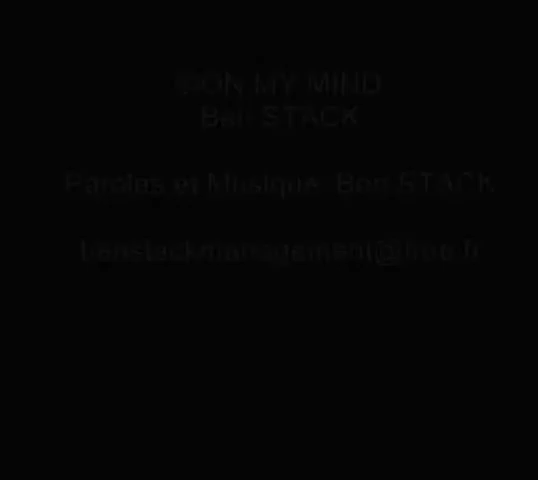 ©ON MY MIND
Ben STACK
Paroles et Musique: Ben STACK
benstackmanagement@free.fr